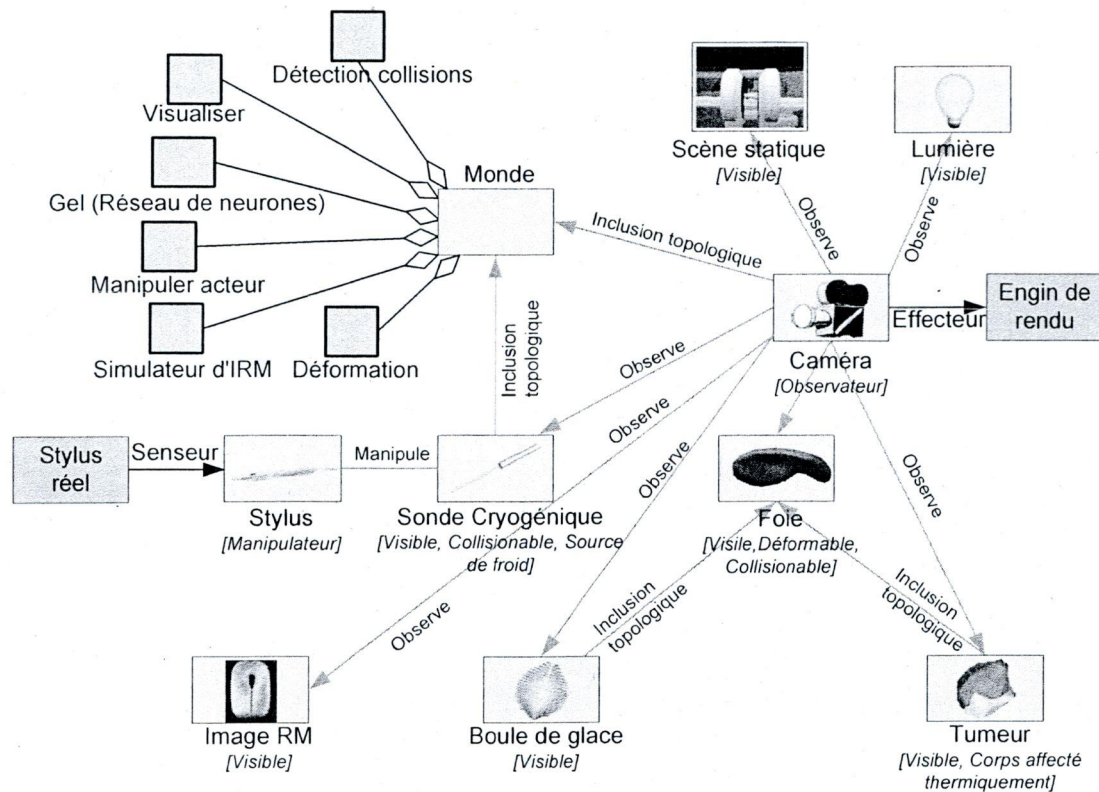 Détection collisions
Visualiser
Gel (Réseau de neurones)
Manipuler acteur
Simulateur d'IRM
Déformation
Monde
Scène statique
[Visible]
Lumière
[Visible]
Inclusion topologique
Observe
Observe
Effecteur
Engin de
rendu
Caméra
[Observateur]
Inclusion
topologique
Observe
Observe
Observe
Observe
Stylus
réel
Senseur
Stylus
[Manipulateur]
Manipule
Sonde Cryogénique
[Visible, Collisionable, Source
de froid]
Foie
[Visile,Déformable,
Collisionable]
Observe
Inclusion
topologique
Inclusion
topologique
Image RM
[Visible]
Boule de glace
[Visible]
Tumeur
[Visible, Corps affecté
thermiquement]